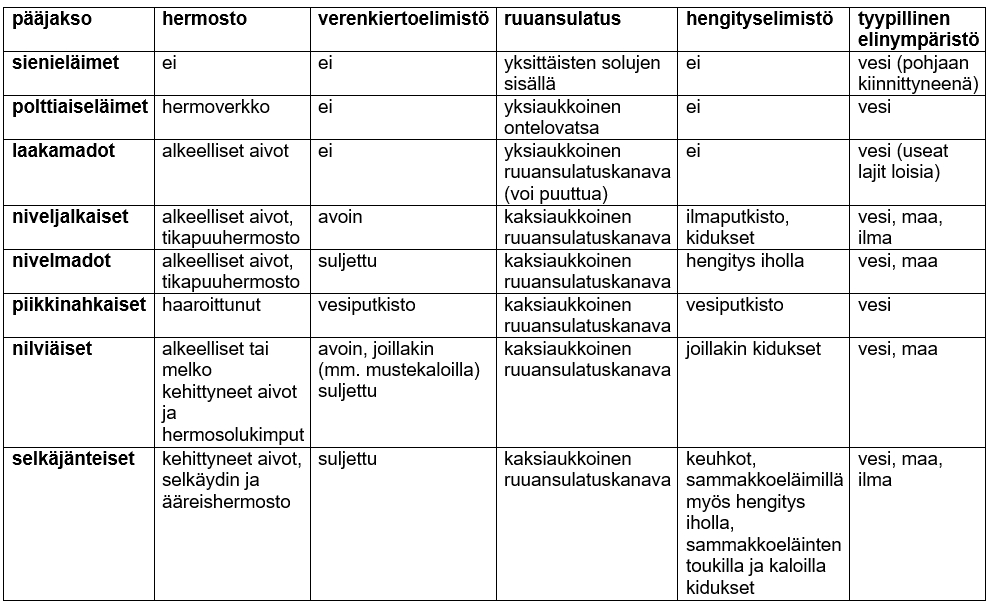 pääjakso hermosto verenkiertoelimistö ruuansulatus hengityselimistö tyypillinen
elinympäristö
sienieläimet ei ei yksittäisten solujen
sisällä ei vesi (pohjaan
kiinnittyneenä)
polttiaiseläimet hermoverkko ei yksiaukkoinen
ontelovatsa ei vesi
laakamadot alkeelliset aivot ei yksiaukkoinen
ruuansulatuskanava
(voi puuttua) ei vesi (useat
lajit loisia)
niveljalkaiset alkeelliset aivot,
tikapuuhermosto avoin kaksiaukkoinen
ruuansulatuskanava ilmaputkisto,
kidukset vesi, maa,
ilma
nivelmadot alkeelliset aivot,
tikapuuhermosto suljettu kaksiaukkoinen
ruuansulatuskanava hengitys iholla vesi, maa
piikkinahkaiset haaroittunut vesiputkisto kaksiaukkoinen
ruuansulatuskanava vesiputkisto vesi
nilviäiset alkeelliset tai
melko
kehittyneet aivot
ja
hermosolukimput avoin, joillakin
(mm. mustekaloilla)
suljettu kaksiaukkoinen
ruuansulatuskanava joillakin kidukset vesi, maa
selkäjänteiset kehittyneet aivot,
selkäydin ja
ääreishermosto suljettu kaksiaukkoinen
ruuansulatuskanava keuhkot,
sammakkoeläimillä
myös hengitys
iholla,
sammakkoeläinten
toukilla ja kaloilla
kidukset vesi, maa,
ilma